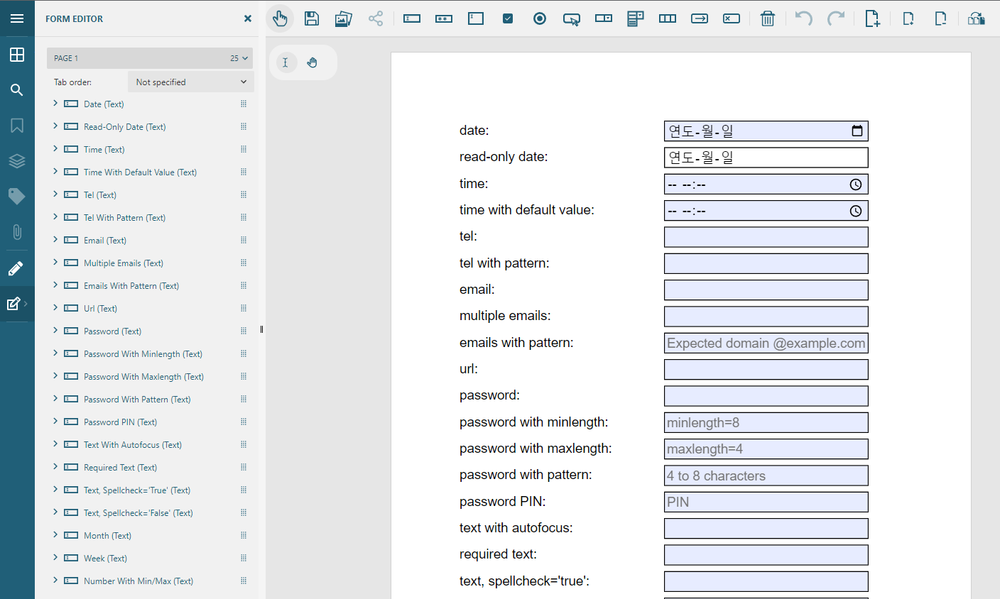 FORM EDITOR
PAGE 1 25
Tab order: Not specified
Date (Text)
Read-Only Date (Text)
Time (Text)
Time With Default Value (Text)
Tel (Text)
Tel With Pattern (Text)
Email (Text)
Multiple Emails (Text)
Emails With Pattern (Text)
Url (Text)
Password (Text)
Password With Minlength (Text)
Password With Maxlength (Text)
Password With Pattern (Text)
Password PIN (Text)
Text With Autofocus (Text)
Required Text (Text)
Text, Spellcheck='True' (Text)
Text, Spellcheck='False' (Text)
Month (Text)
Week (Text)
Number With Min/Max (Text)
date: 연도-월-일
read-only date: 연도-월-일
time: -- --:--
time with default value: -- --:--
tel:
tel with pattern:
email:
multiple emails:
emails with pattern: Expected domain @example.com
url:
password:
password with minlength: minlength=8
password with maxlength: maxlength=4
password with pattern: 4 to 8 characters
password PIN: PIN
text with autofocus:
required text:
text, spellcheck='true':